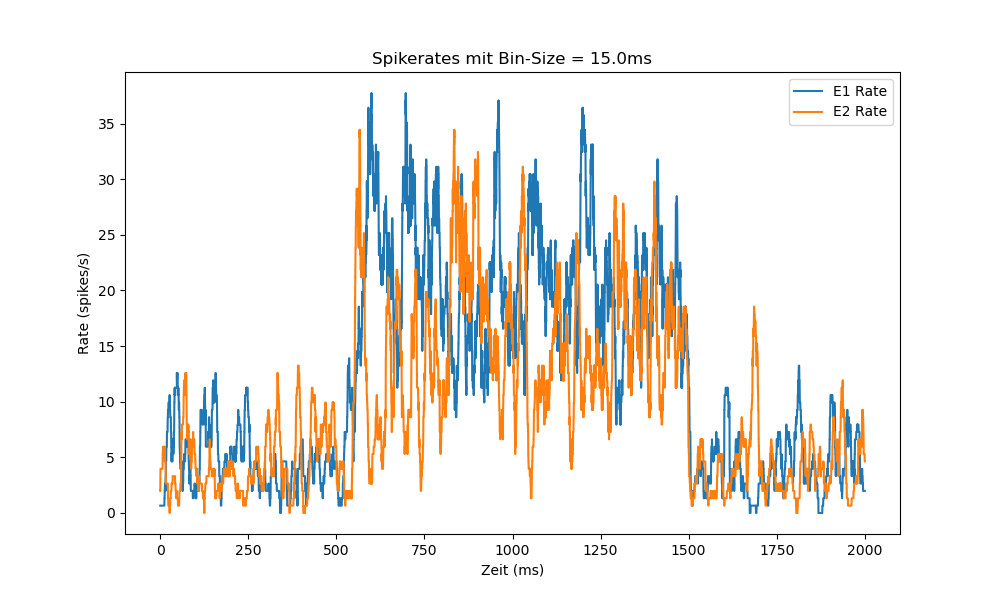 Spikerates mit Bin-Size = 15.0ms
E1 Rate
E2 Rate
Rate (spikes/s)
35
30
25
20
15
10
5
0
0 250 500 750 1000 1250 1500 1750 2000
Zeit (ms)